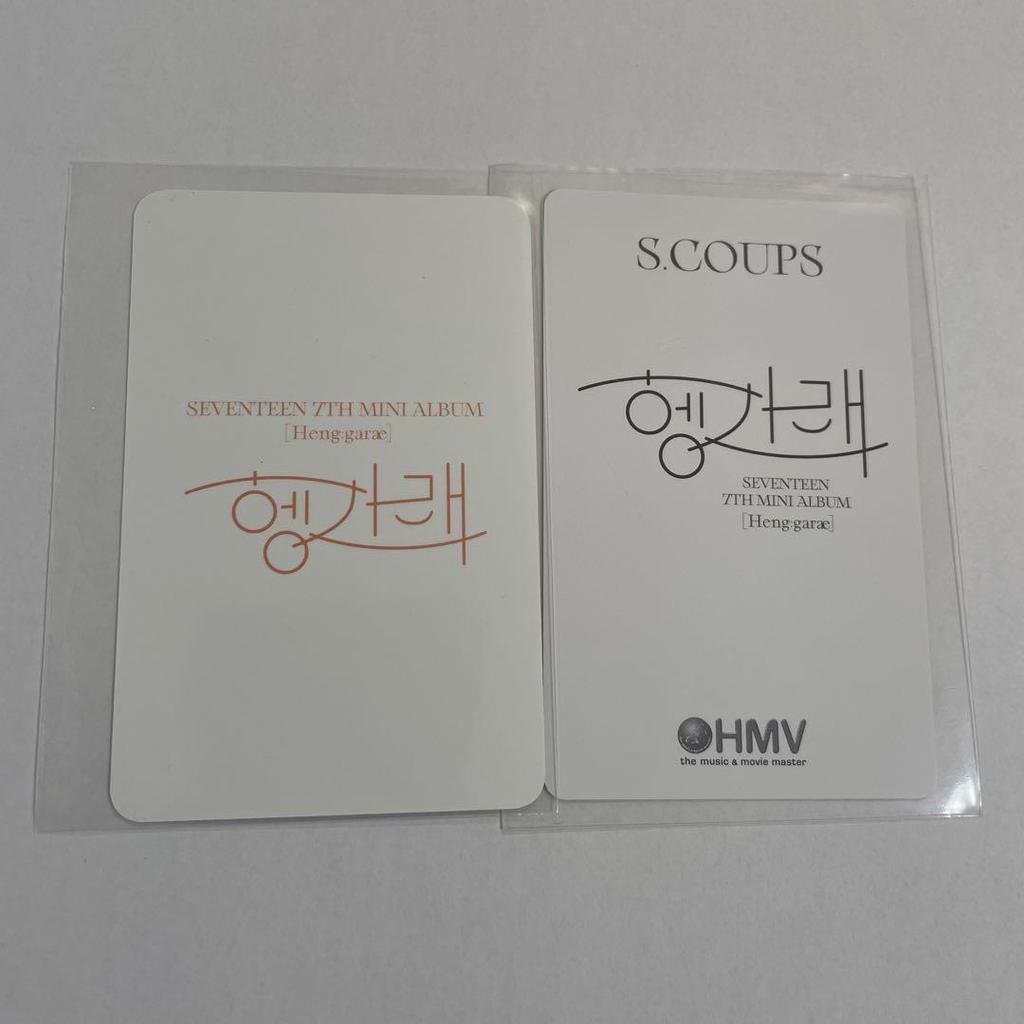 SEVENTEEN 7TH MINI ALBUM
[Heng:garæ]
헹가래
S.COUPS
헹가래
SEVENTEEN
7TH MINI ALBUM
[Heng:garæ]
HMV
the music & movie master